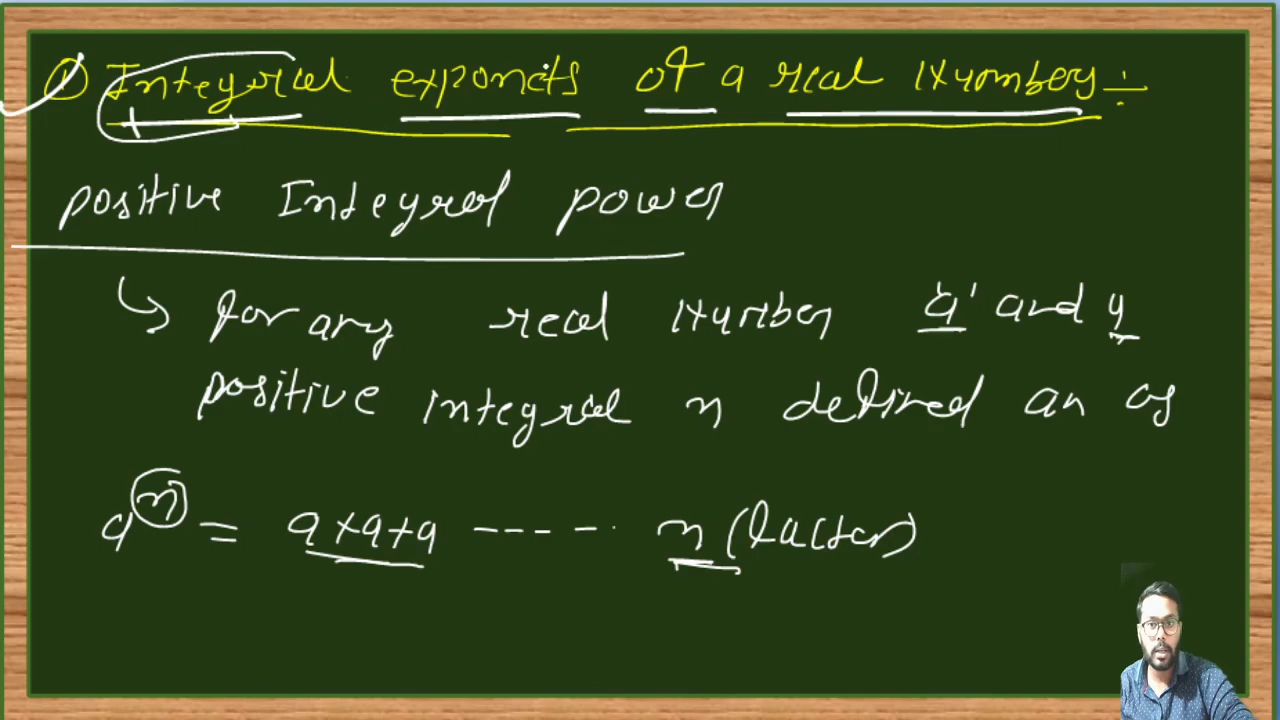 ① Integral exponets of a real Number :-
positive Integral power
↳ for any real Number 'a' and a
positive integral n defined an as
aⁿ = a×a×a ------ n (factor)